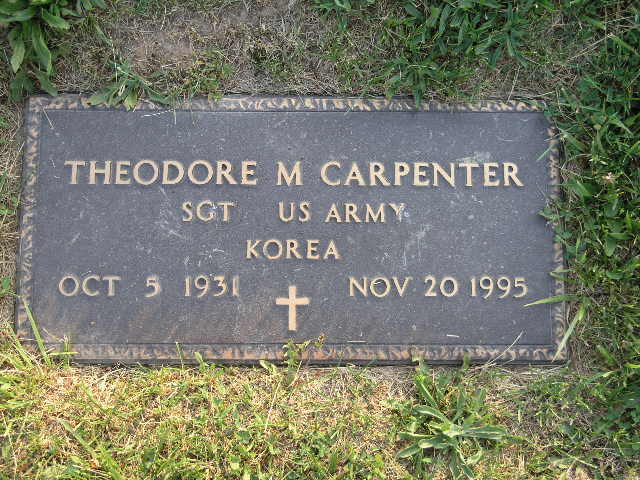 THEODORE M CARPENTER
SGT US ARMY
KOREA
OCT 5 1931 NOV 20 1995